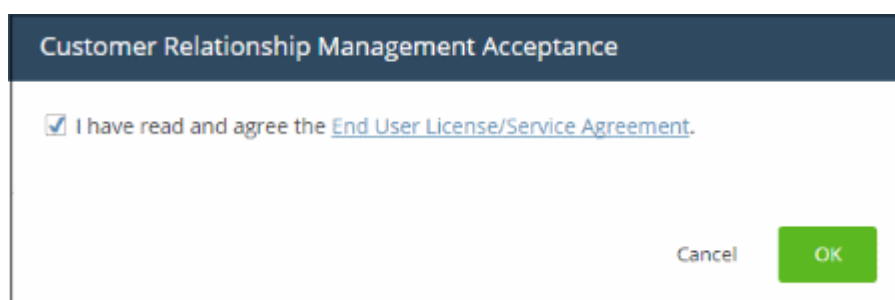 Customer Relationship Management Acceptance
I have read and agree the End User License/Service Agreement.
Cancel OK